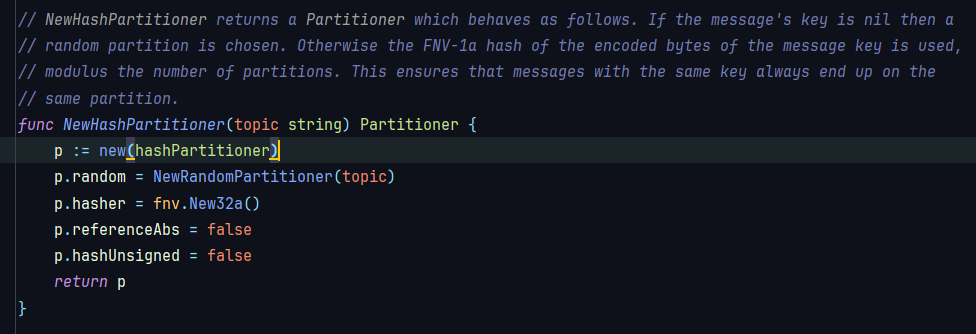 // NewHashPartitioner returns a Partitioner which behaves as follows. If the message's key is nil then a
// random partition is chosen. Otherwise the FNV-1a hash of the encoded bytes of the message key is used,
// modulus the number of partitions. This ensures that messages with the same key always end up on the
// same partition.
func NewHashPartitioner(topic string) Partitioner {
    p := new(hashPartitioner)
    p.random = NewRandomPartitioner(topic)
    p.hasher = fnv.New32a()
    p.referenceAbs = false
    p.hashUnsigned = false
    return p
}